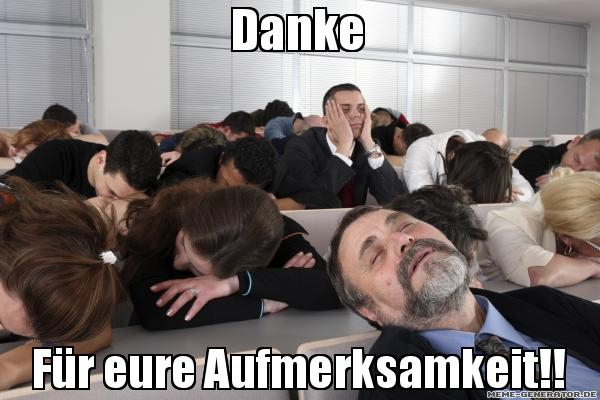 Danke
Für eure Aufmerksamkeit!!
MEME-GENERATOR.DE